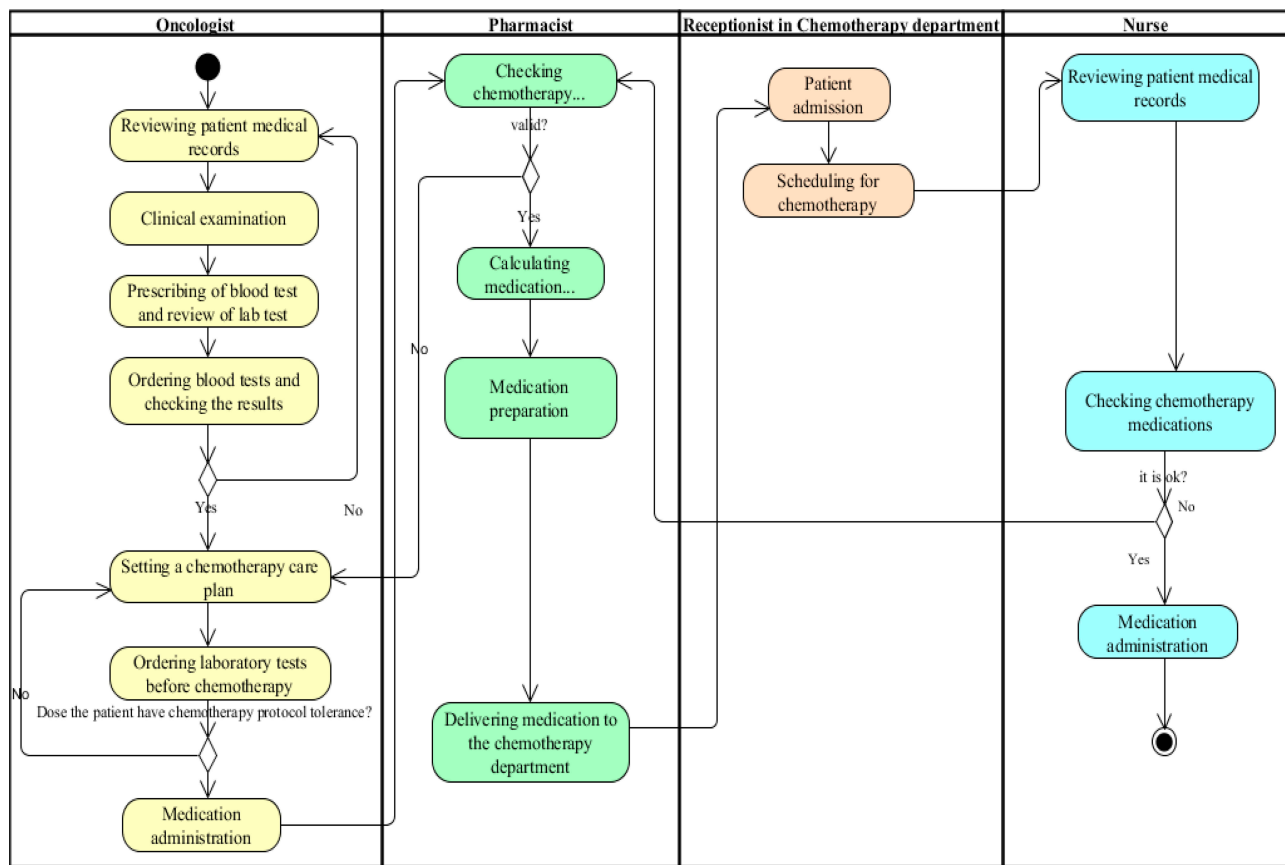 Oncologist
Reviewing patient medical
records
Clinical examination
Prescribing of blood test
and review of lab test
Ordering blood tests and
checking the results
Yes
No
Setting a chemotherapy care
plan
Ordering laboratory tests
before chemotherapy
No
Dose the patient have chemotherapy protocol tolerance?
Medication
administration
Pharmacist
Checking
chemotherapy...
valid?
Yes
No
Calculating
medication...
Medication
preparation
Delivering medication to
the chemotherapy
department
Receptionist in Chemotherapy department
Patient
admission
Scheduling for
chemotherapy
Nurse
Reviewing patient medical
records
Checking chemotherapy
medications
it is ok?
No
Yes
Medication
administration